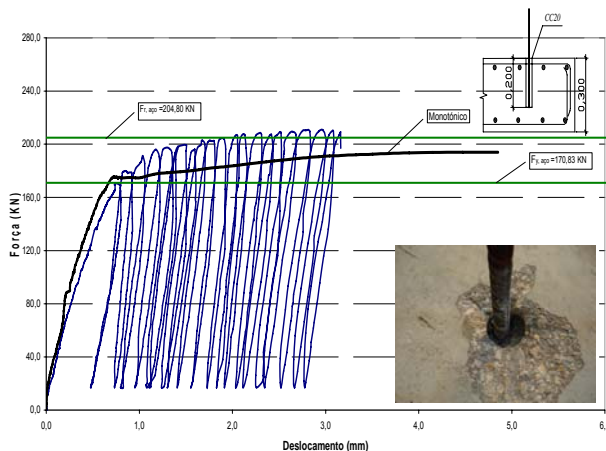 CC20
0,200
0,300
280,0
240,0
200,0
160,0
120,0
80,0
40,0
0,0
Força (KN)
Fr, aço =204,80 KN
Monotónico
Fy, aço =170,83 KN
0,0 1,0 2,0 3,0 4,0 5,0 6,
Deslocamento (mm)